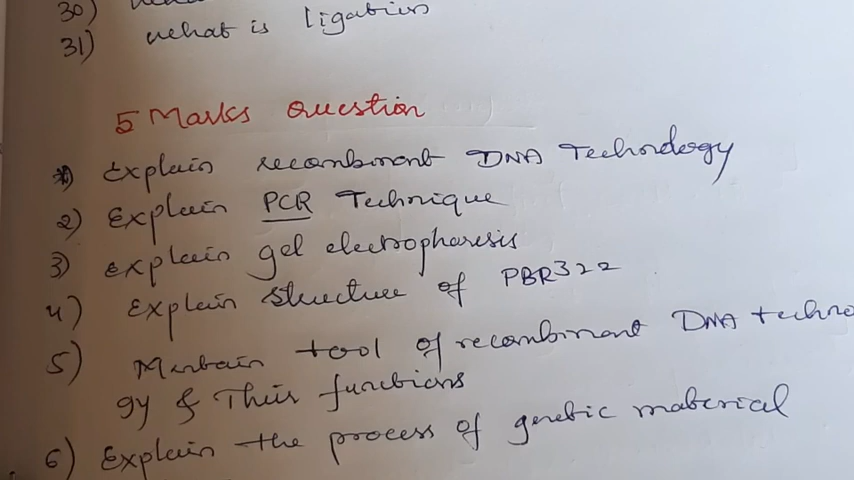 30)
31) what is ligation
5 Marks Question
1) Explain recombinant DNA Technology
2) Explain PCR Technique
3) Explain gel electropharesis
4) Explain structure of PBR322
5) tool of recombinant DNA techno
gy & Their functions
6) Explain the process of genetic material